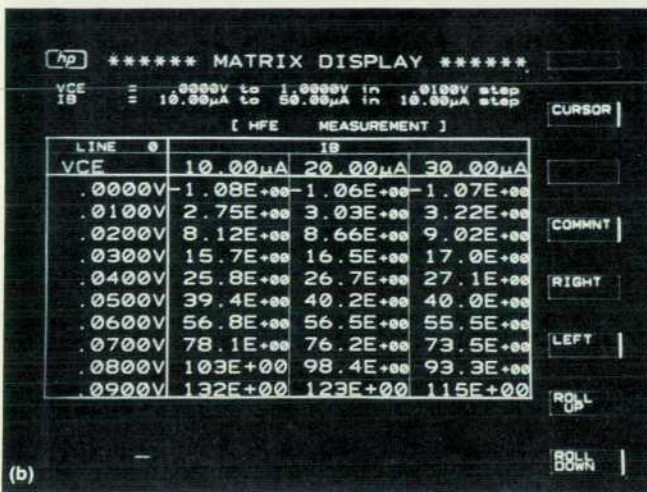 hp ****** MATRIX DISPLAY ******
VCE = .0000V to 1.0000V in .0100V step
IB = 10.00µA to 50.00µA in 10.00µA step
[ HFE MEASUREMENT ]
LINE 0 IB
VCE 10.00µA 20.00µA 30.00µA
.0000V -1.08E+00 -1.06E+00 -1.07E+00
.0100V 2.75E+00 3.03E+00 3.22E+00
.0200V 8.12E+00 8.66E+00 9.02E+00
.0300V 15.7E+00 16.5E+00 17.0E+00
.0400V 25.8E+00 26.7E+00 27.1E+00
.0500V 39.4E+00 40.2E+00 40.0E+00
.0600V 56.8E+00 56.5E+00 55.5E+00
.0700V 78.1E+00 76.2E+00 73.5E+00
.0800V 103E+00 98.4E+00 93.3E+00
.0900V 132E+00 123E+00 115E+00
CURSOR
COMMNT
RIGHT
LEFT
ROLL
UP
ROLL
DOWN
(b)